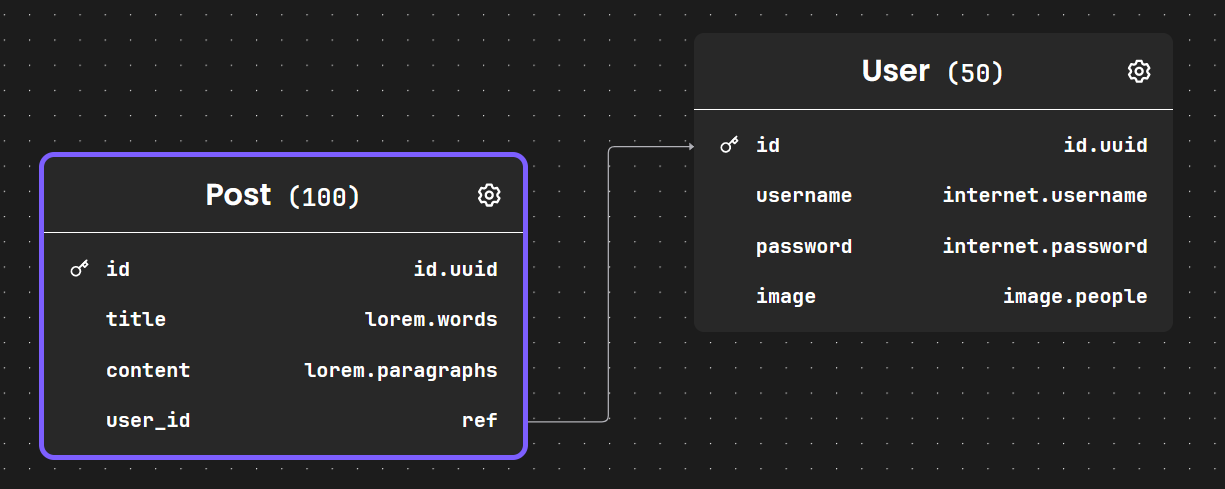 Post (100)
id id.uuid
title lorem.words
content lorem.paragraphs
user_id ref
User (50)
id id.uuid
username internet.username
password internet.password
image image.people